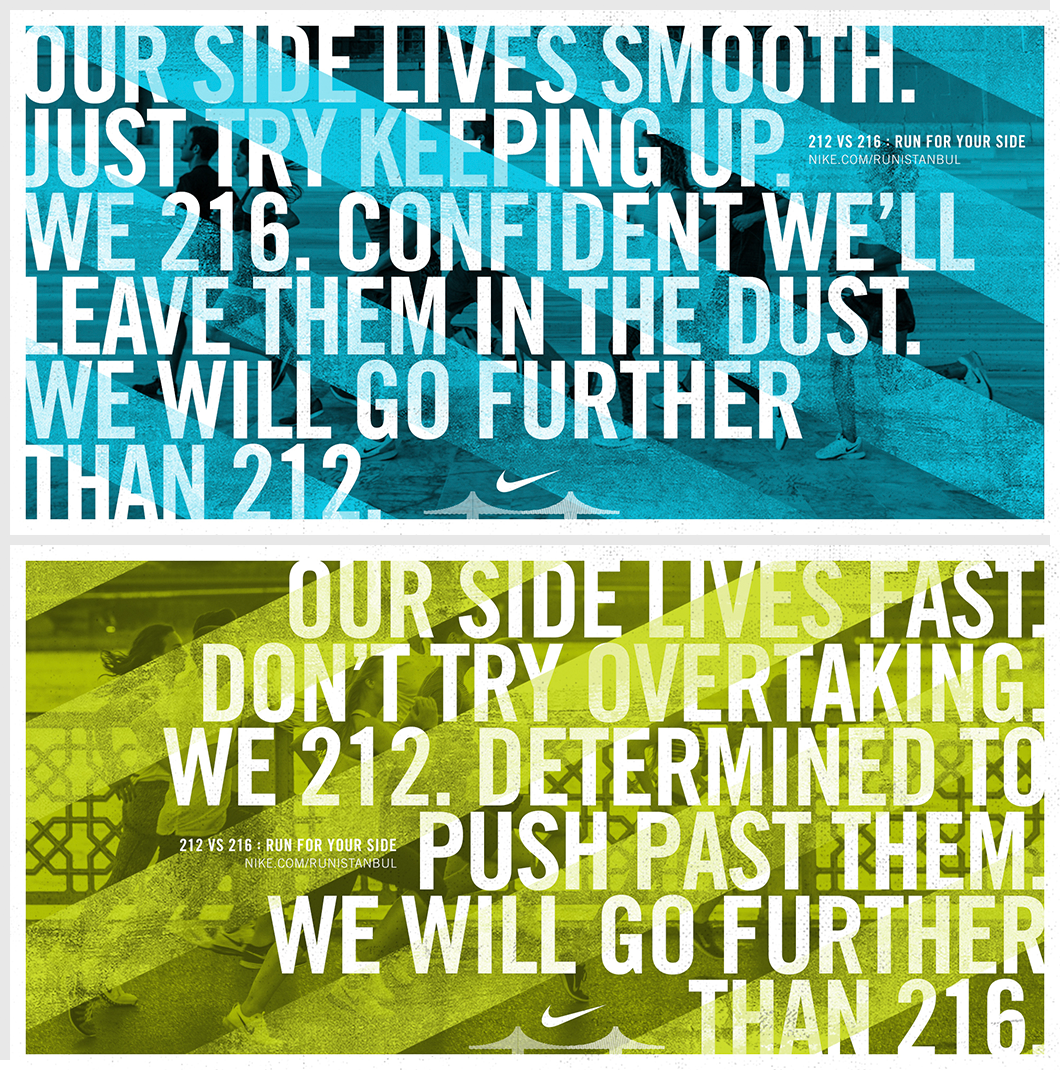 OUR SIDE LIVES SMOOTH.
JUST TRY KEEPING UP.
212 VS 216 : RUN FOR YOUR SIDE
NIKE.COM/RUNISTANBUL
WE 216. CONFIDENT WE'LL
LEAVE THEM IN THE DUST.
WE WILL GO FURTHER
THAN 212.
OUR SIDE LIVES FAST.
DON'T TRY OVERTAKING.
WE 212. DETERMINED TO
PUSH PAST THEM.
212 VS 216 : RUN FOR YOUR SIDE
NIKE.COM/RUNISTANBUL
WE WILL GO FURTHER
THAN 216.